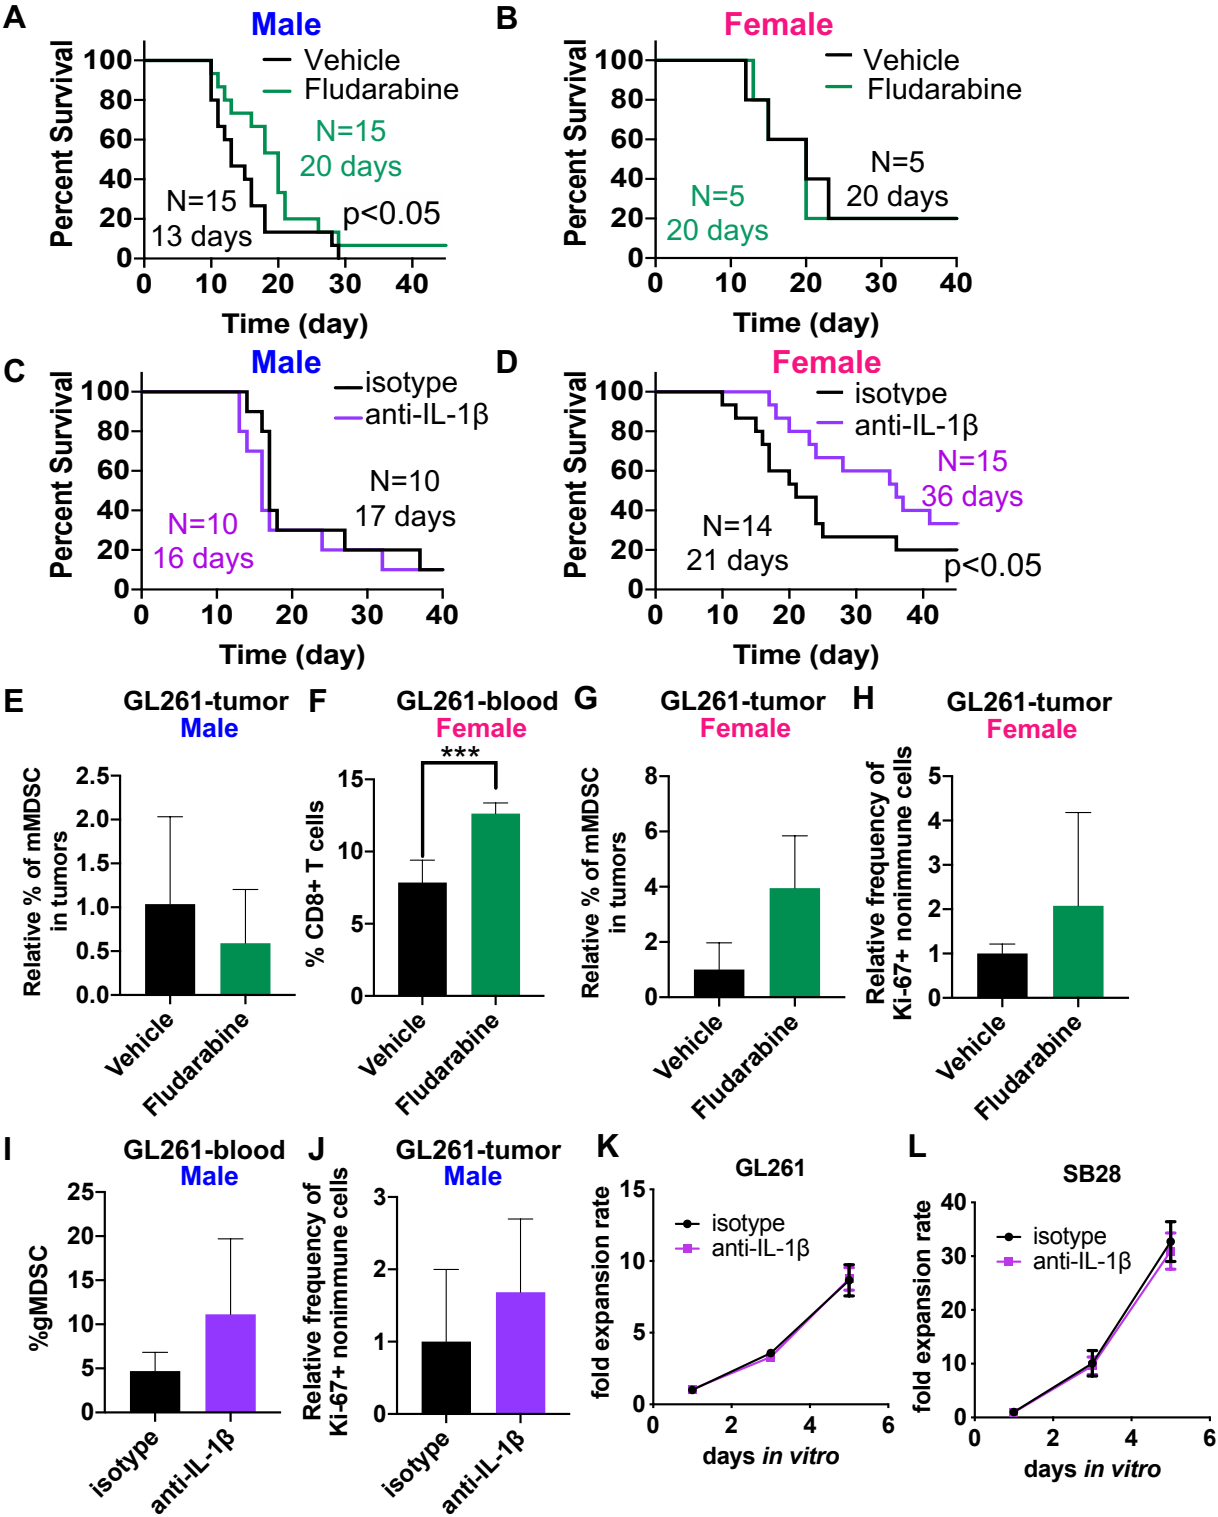 A
Male
Percent Survival
100
80
60
40
20
0
Vehicle
Fludarabine
N=15
20 days
N=15
13 days
p<0.05
0 10 20 30 40
Time (day)
B
Female
Percent Survival
100
80
60
40
20
0
Vehicle
Fludarabine
N=5
20 days
N=5
20 days
0 10 20 30 40
Time (day)
C
Male
Percent Survival
100
80
60
40
20
0
isotype
anti-IL-1β
N=10
17 days
N=10
16 days
0 10 20 30 40
Time (day)
D
Female
Percent Survival
100
80
60
40
20
0
isotype
anti-IL-1β
N=15
36 days
N=14
21 days
p<0.05
0 10 20 30 40
Time (day)
E
GL261-tumor
Male
Relative % of mMDSC
in tumors
2.5
2.0
1.5
1.0
0.5
0.0
Vehicle
Fludarabine
F
GL261-blood
Female
***
% CD8+ T cells
15
10
5
0
Vehicle
Fludarabine
G
GL261-tumor
Female
Relative % of mMDSC
in tumors
8
6
4
2
0
Vehicle
Fludarabine
H
GL261-tumor
Female
Relative frequency of
Ki-67+ nonimmune cells
5
4
3
2
1
0
Vehicle
Fludarabine
I
GL261-blood
Male
%gMDSC
25
20
15
10
5
0
isotype
anti-IL-1β
J
GL261-tumor
Male
Relative frequency of
Ki-67+ nonimmune cells
3
2
1
0
isotype
anti-IL-1β
K
GL261
fold expansion rate
15
10
5
0
isotype
anti-IL-1β
0 2 4 6
days in vitro
L
SB28
fold expansion rate
40
30
20
10
0
isotype
anti-IL-1β
0 2 4 6
days in vitro